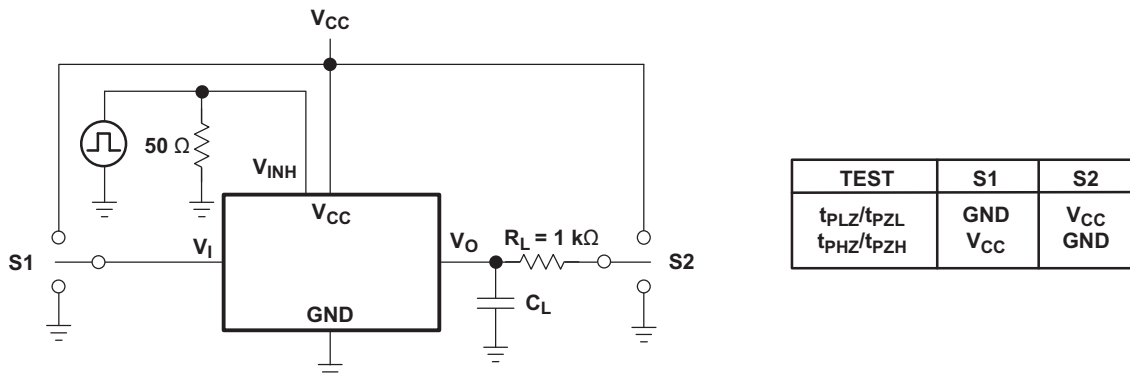 VCC
50 Ω
VINH
VCC
S1
VI
VO
RL = 1 kΩ
S2
CL
GND
TEST S1 S2
tPLZ/tPZL GND VCC
tPHZ/tPZH VCC GND